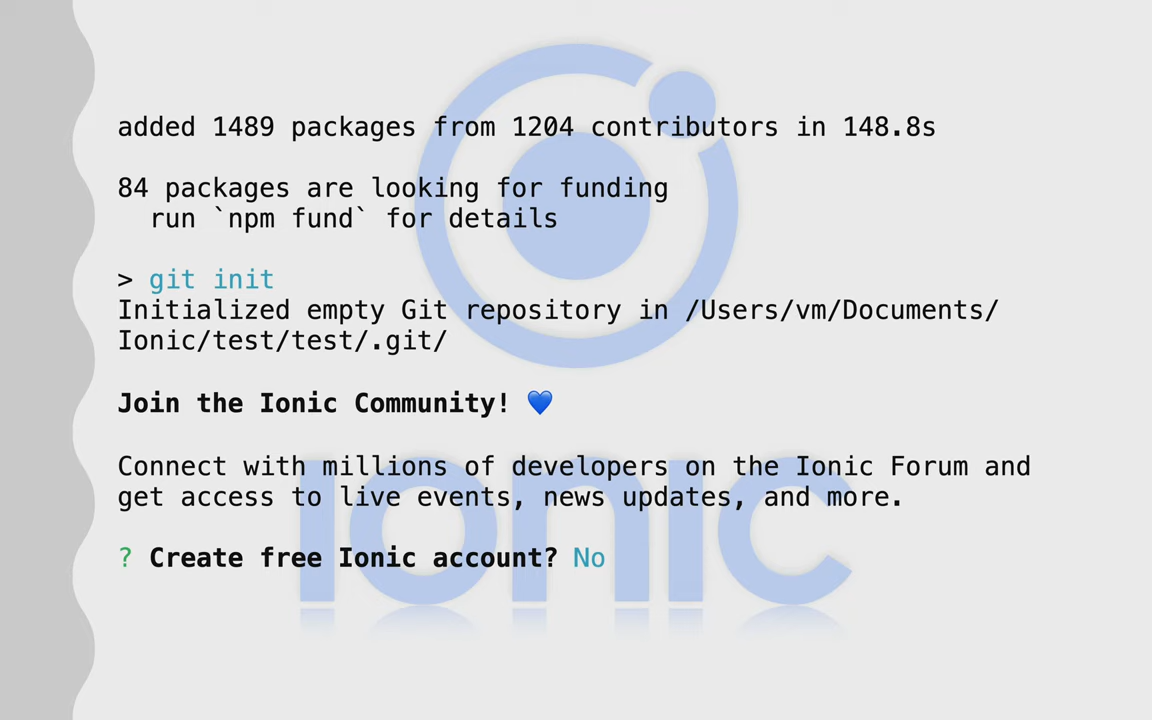 added 1489 packages from 1204 contributors in 148.8s
84 packages are looking for funding
run `npm fund` for details
> git init
Initialized empty Git repository in /Users/vm/Documents/
Ionic/test/test/.git/
Join the Ionic Community! 💙
Connect with millions of developers on the Ionic Forum and
get access to live events, news updates, and more.
? Create free Ionic account? No
IONIC